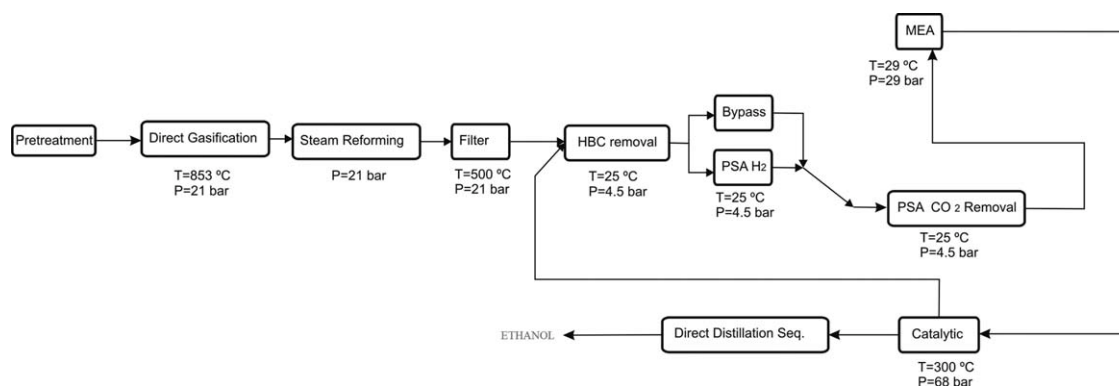 MEA
T=29 ºC
P=29 bar
Pretreatment
Direct Gasification
T=853 ºC
P=21 bar
Steam Reforming
P=21 bar
Filter
T=500 ºC
P=21 bar
HBC removal
T=25 ºC
P=4.5 bar
Bypass
PSA H2
T=25 ºC
P=4.5 bar
PSA CO 2 Removal
T=25 ºC
P=4.5 bar
ETHANOL
Direct Distillation Seq.
Catalytic
T=300 ºC
P=68 bar